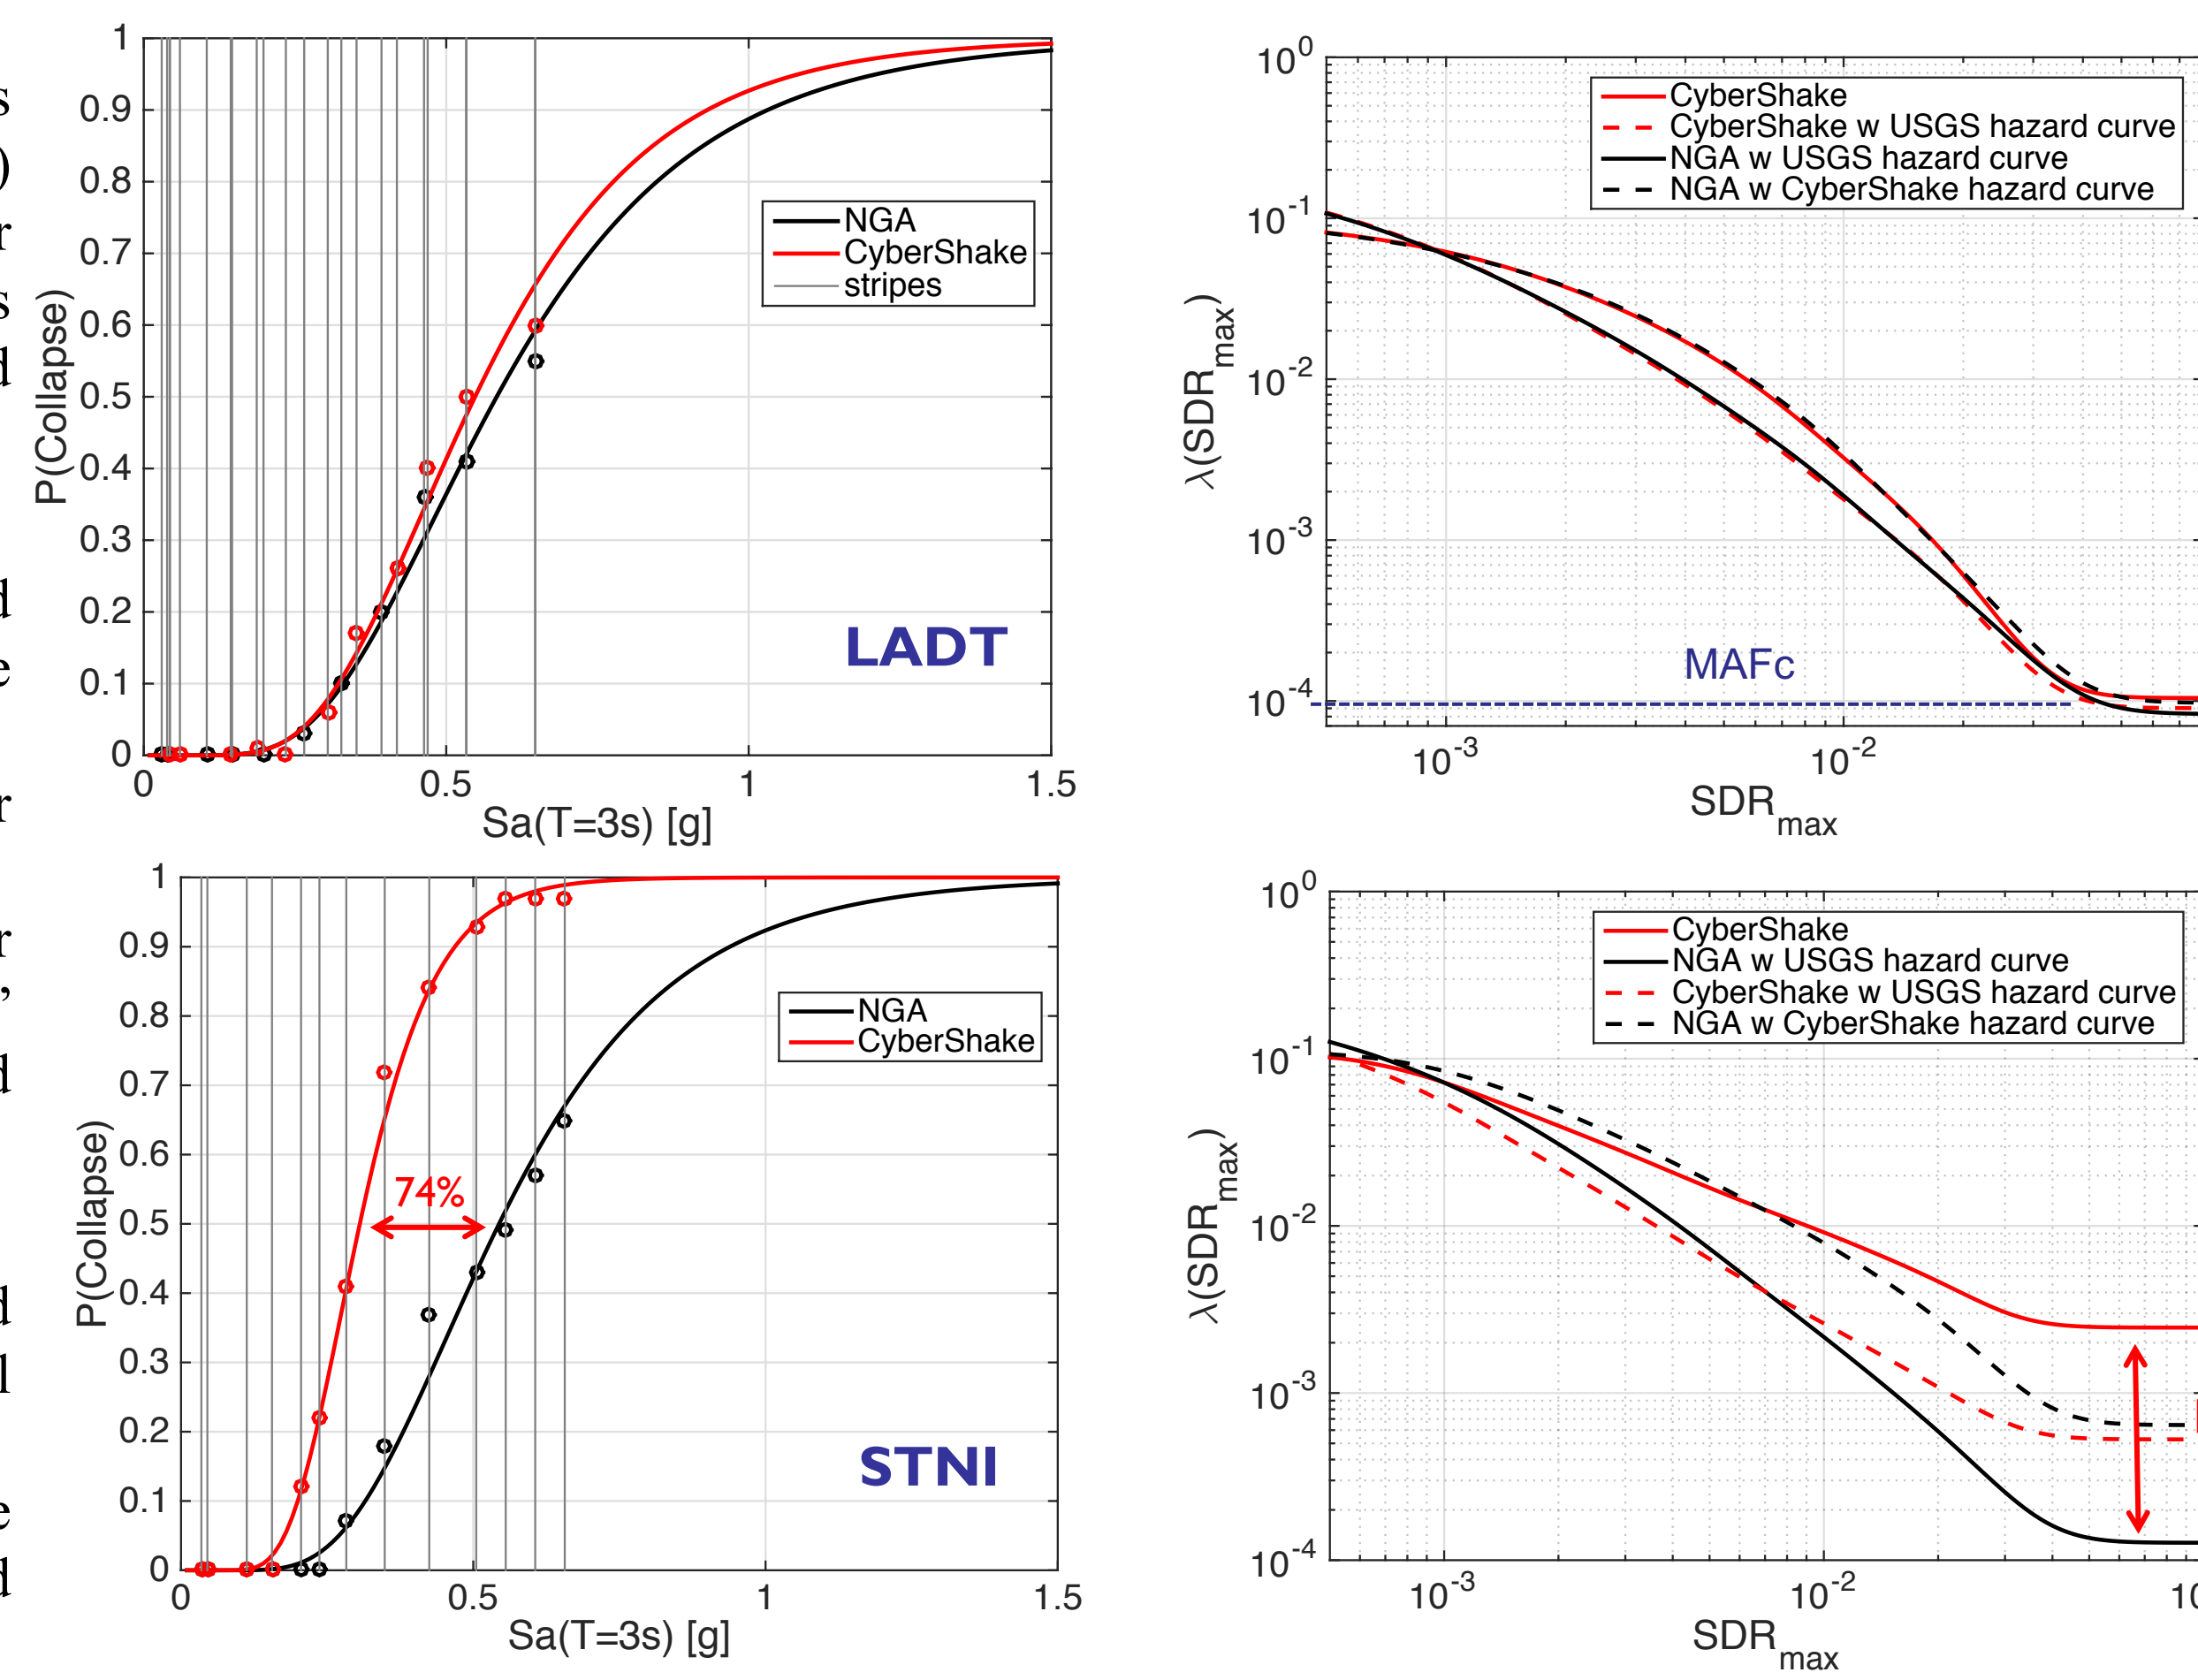 1
0.9
0.8
0.7
0.6
0.5
0.4
0.3
0.2
0.1
0
P(Collapse)
NGA
CyberShake
stripes
LADT
0 0.5 1 1.5
Sa(T=3s) [g]
10^0
10^-1
10^-2
10^-3
10^-4
λ(SDR_max)
CyberShake
CyberShake w USGS hazard curve
NGA w USGS hazard curve
NGA w CyberShake hazard curve
MAFc
10^-3 10^-2
SDR_max
1
0.9
0.8
0.7
0.6
0.5
0.4
0.3
0.2
0.1
0
P(Collapse)
NGA
CyberShake
74%
STNI
0 0.5 1 1.5
Sa(T=3s) [g]
10^0
10^-1
10^-2
10^-3
10^-4
λ(SDR_max)
CyberShake
NGA w USGS hazard curve
CyberShake w USGS hazard curve
NGA w CyberShake hazard curve
10^-3 10^-2
SDR_max